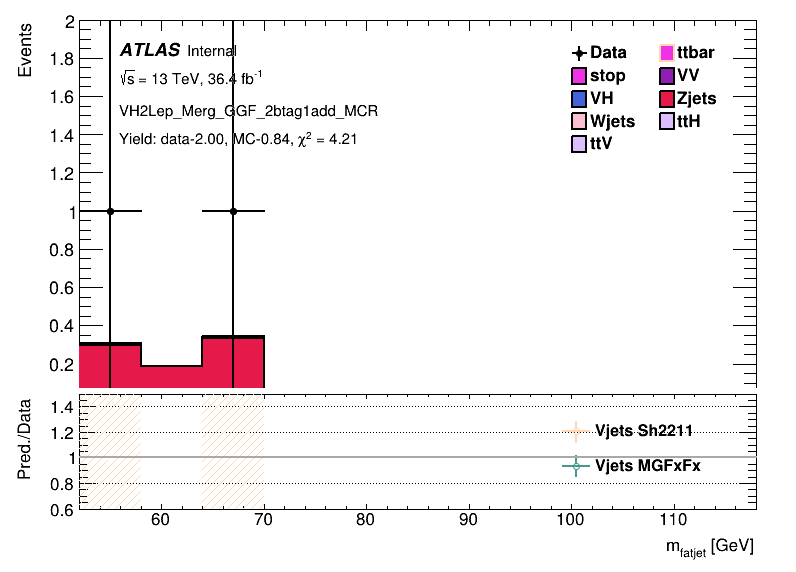 Events
2
1.8
1.6
1.4
1.2
1
0.8
0.6
0.4
0.2
ATLAS Internal
√s = 13 TeV, 36.4 fb⁻¹
VH2Lep_Merg_GGF_2btag1add_MCR
Yield: data-2.00, MC-0.84, χ² = 4.21
Data
ttbar
stop
VV
VH
Zjets
Wjets
ttH
ttV
Pred./Data
1.4
1.2
1
0.8
0.6
Vjets Sh2211
Vjets MGFxFx
60 70 80 90 100 110
m_fatjet [GeV]